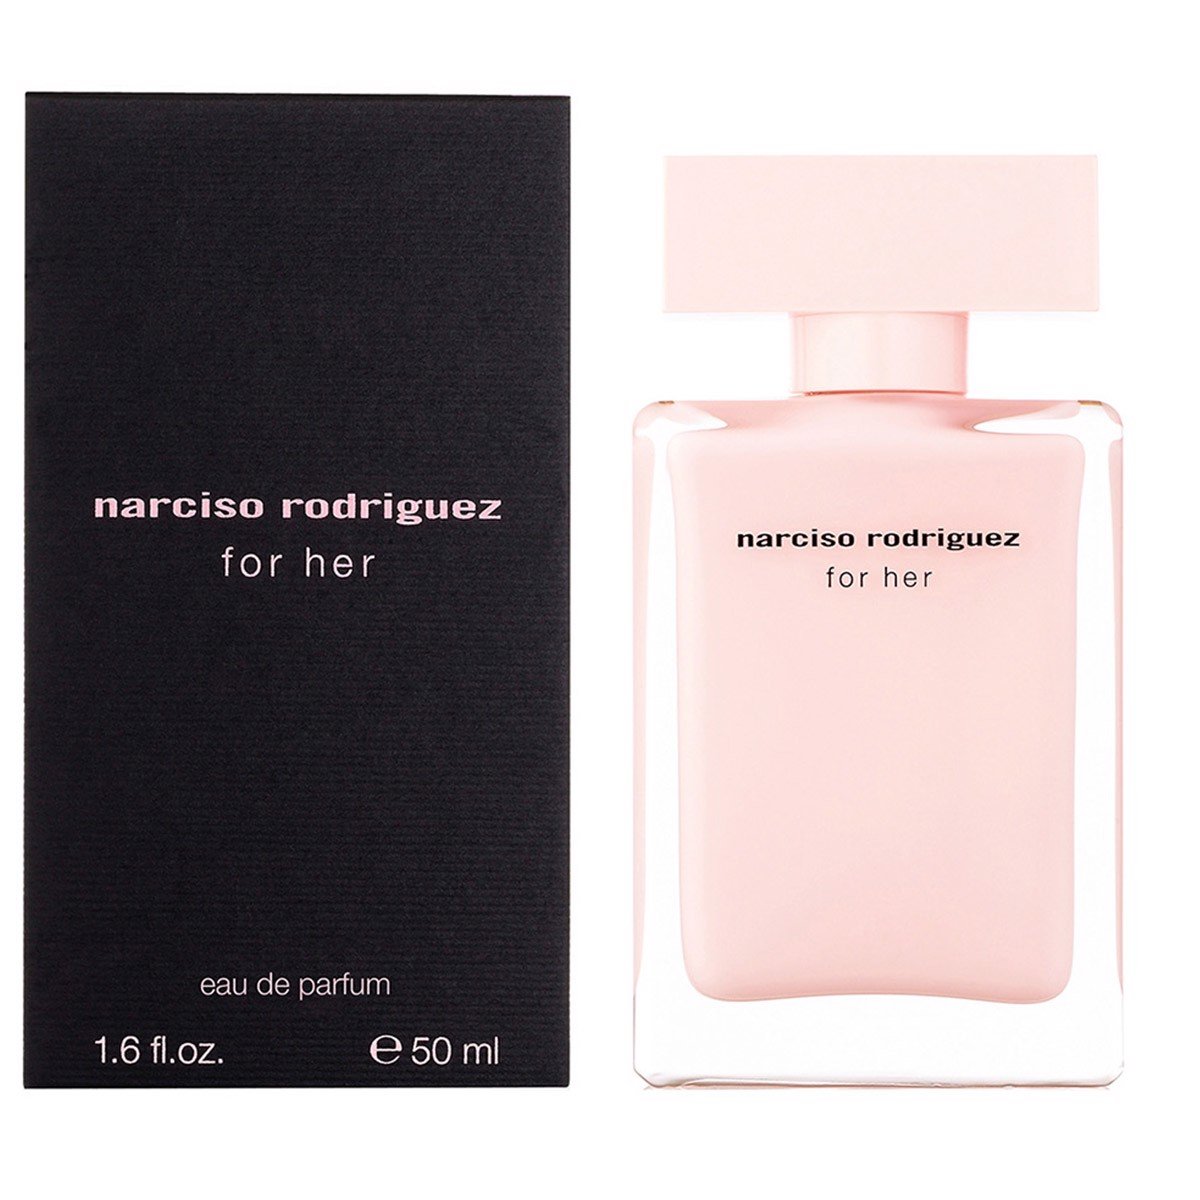 narciso rodriguez
for her
eau de parfum
1.6 fl.oz. ℮ 50 ml
narciso rodriguez
for her